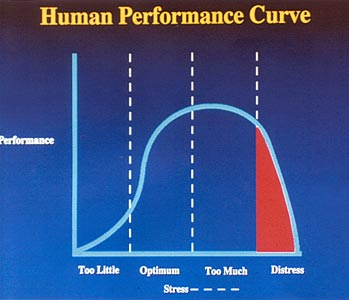 Human Performance Curve
Performance
Too Little Optimum Too Much Distress
Stress